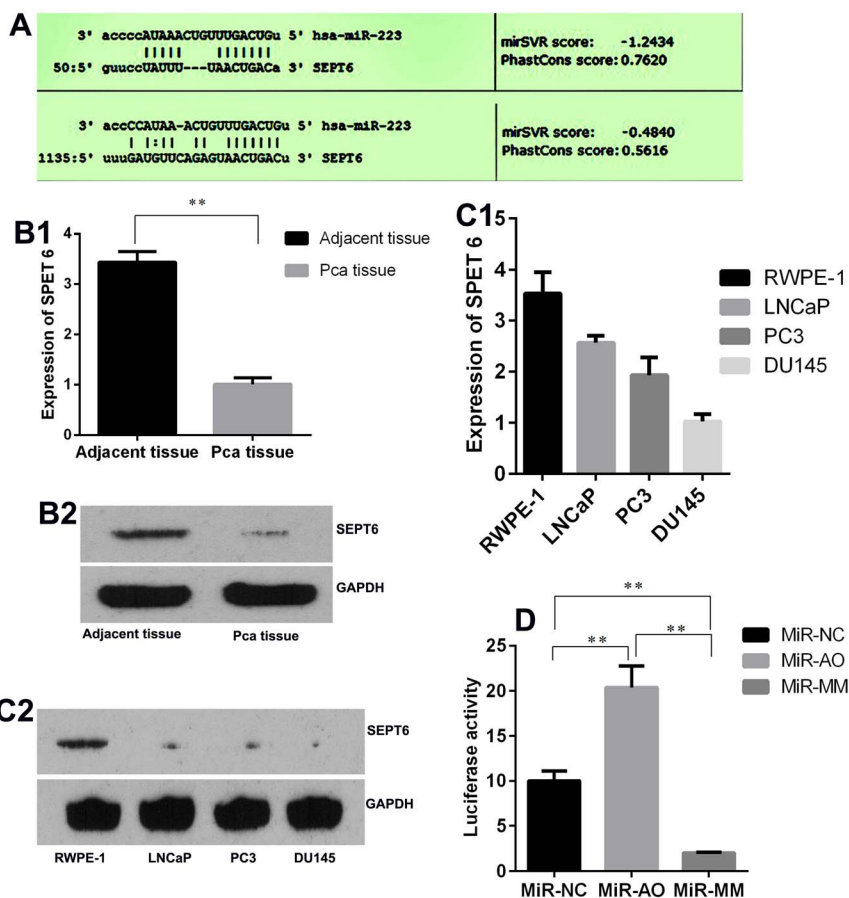 A
3' accccAUAAACUGUUUGACUGu 5' hsa-miR-223
50:5' guuccUAUUU---UAACUGACa 3' SEPT6
mirSVR score: -1.2434
PhastCons score: 0.7620
3' accCCAUAA-ACUGUUUGACUGu 5' hsa-miR-223
1135:5' uuuGAUGUUCAGAGUAACUGACu 3' SEPT6
mirSVR score: -0.4840
PhastCons score: 0.5616
B1
**
Adjacent tissue
Pca tissue
Expression of SPET 6
4
3
2
1
0
Adjacent tissue Pca tissue
C1
Expression of SPET 6
5
4
3
2
1
0
RWPE-1
LNCaP
PC3
DU145
RWPE-1 LNCaP PC3 DU145
B2
SEPT6
GAPDH
Adjacent tissue Pca tissue
C2
SEPT6
GAPDH
RWPE-1 LNCaP PC3 DU145
D
**
** **
MiR-NC
MiR-AO
MiR-MM
Luciferase activity
25
20
15
10
5
0
MiR-NC MiR-AO MiR-MM